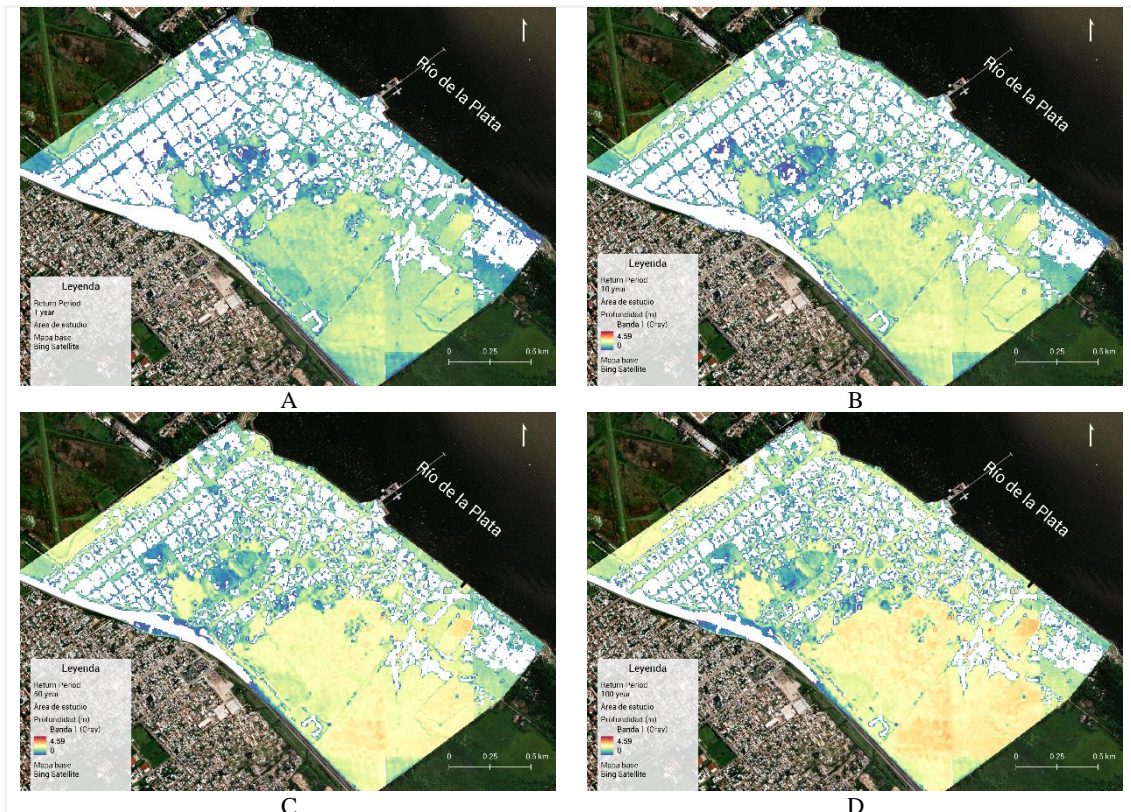 Río de la Plata
Leyenda
Return Period
1 year
Área de estudio
Mapa base
Bing Satellite
0 0.25 0.5 km
A
Río de la Plata
Leyenda
Return Period
10 year
Área de estudio
Profundidad (m)
Banda 1 (Gray)
4.59
0
Mapa base
Bing Satellite
0 0.25 0.5 km
B
Río de la Plata
Leyenda
Return Period
50 year
Área de estudio
Profundidad (m)
Banda 1 (Gray)
4.59
0
Mapa base
Bing Satellite
0 0.25 0.5 km
C
Río de la Plata
Leyenda
Return Period
100 year
Área de estudio
Profundidad (m)
Banda 1 (Gray)
4.59
0
Mapa base
Bing Satellite
0 0.25 0.5 km
D